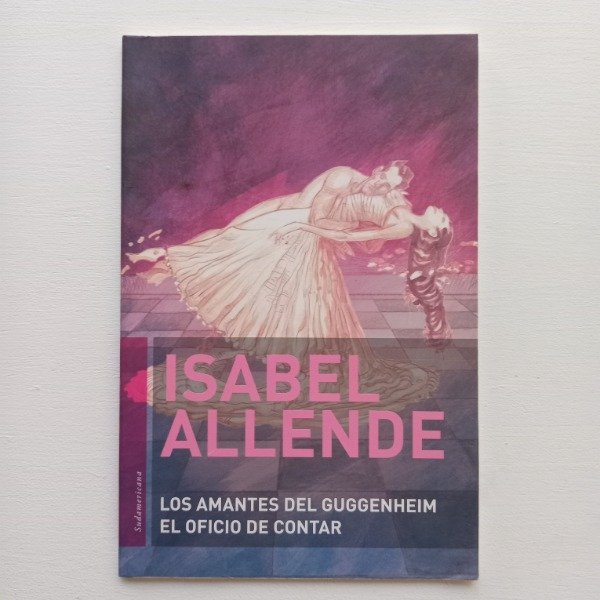 ISABEL
ALLENDE
LOS AMANTES DEL GUGGENHEIM
EL OFICIO DE CONTAR
Sudamericana